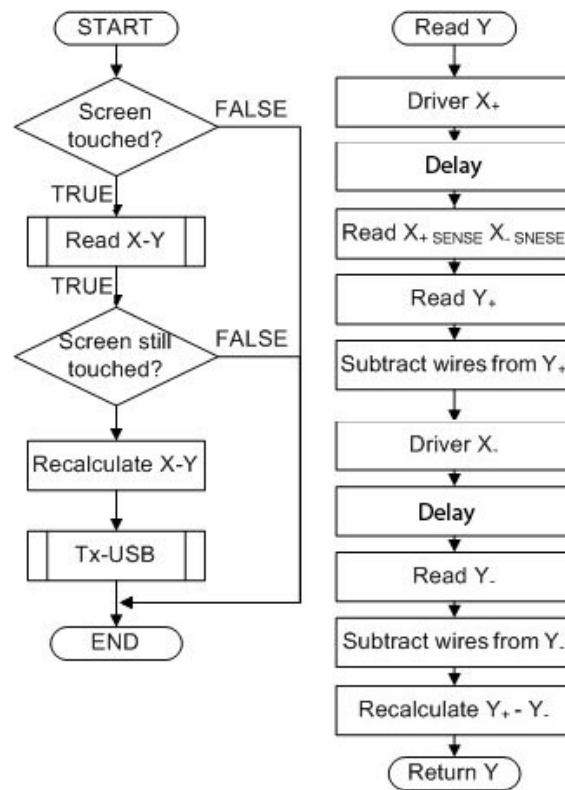 START
Screen
touched?
FALSE
TRUE
Read X-Y
TRUE
Screen still
touched?
FALSE
Recalculate X-Y
Tx-USB
END
Read Y
Driver X+
Delay
Read X+ SENSE X- SNESE
Read Y+
Subtract wires from Y+
Driver X-
Delay
Read Y-
Subtract wires from Y-
Recalculate Y+ - Y-
Return Y